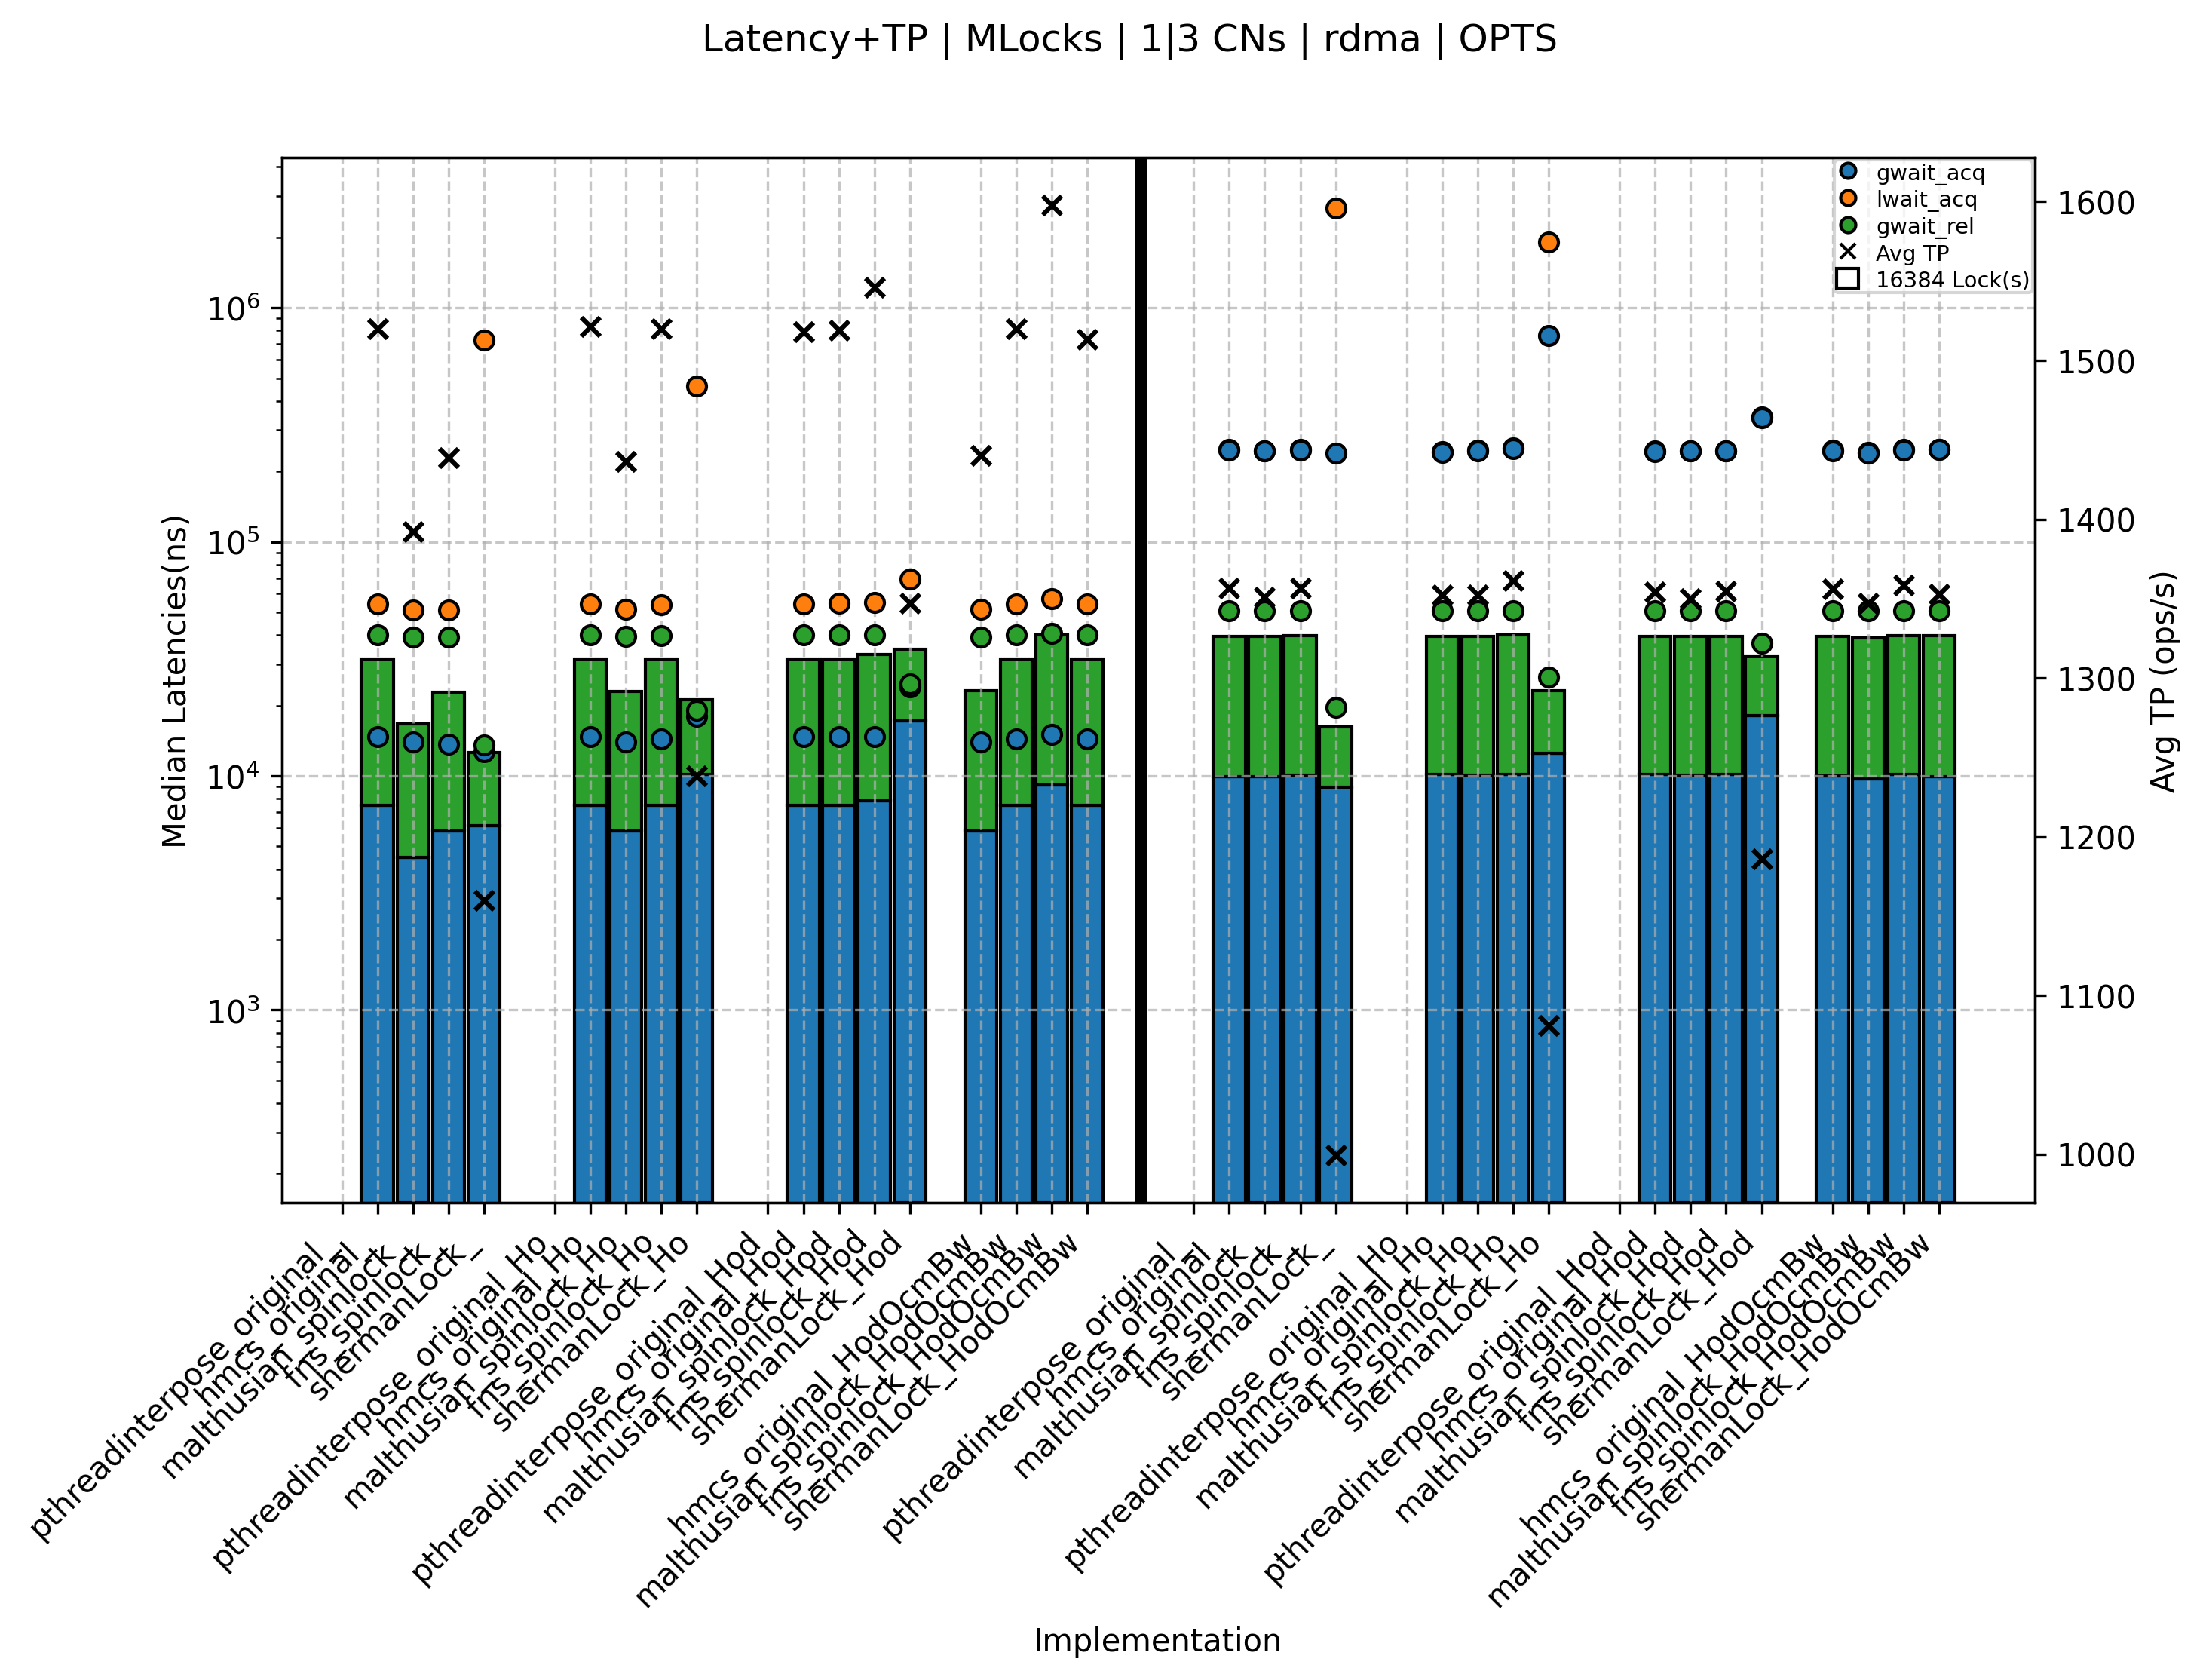 Latency+TP | MLocks | 1|3 CNs | rdma | OPTS
Median Latencies(ns)
10^6
10^5
10^4
10^3
gwait_acq
lwait_acq
gwait_rel
Avg TP
16384 Lock(s)
1600
1500
1400
1300
1200
1100
1000
Avg TP (ops/s)
pthreadinterpose_original
hmcs_original
malthusian_spinlock
fns_spinlock
shermanLock_
pthreadinterpose_original_Ho
hmcs_original_Ho
malthusian_spinlock_Ho
fns_spinlock_Ho
shermanLock_Ho
pthreadinterpose_original_Hod
hmcs_original_Hod
malthusian_spinlock_Hod
fns_spinlock_Hod
shermanLock_Hod
hmcs_original_HodOcmBw
malthusian_spinlock_HodOcmBw
fns_spinlock_HodOcmBw
shermanLock_HodOcmBw
pthreadinterpose_original
hmcs_original
malthusian_spinlock
fns_spinlock
shermanLock_
pthreadinterpose_original_Ho
hmcs_original_Ho
malthusian_spinlock_Ho
fns_spinlock_Ho
shermanLock_Ho
pthreadinterpose_original_Hod
hmcs_original_Hod
malthusian_spinlock_Hod
fns_spinlock_Hod
shermanLock_Hod
hmcs_original_HodOcmBw
malthusian_spinlock_HodOcmBw
fns_spinlock_HodOcmBw
shermanLock_HodOcmBw
Implementation